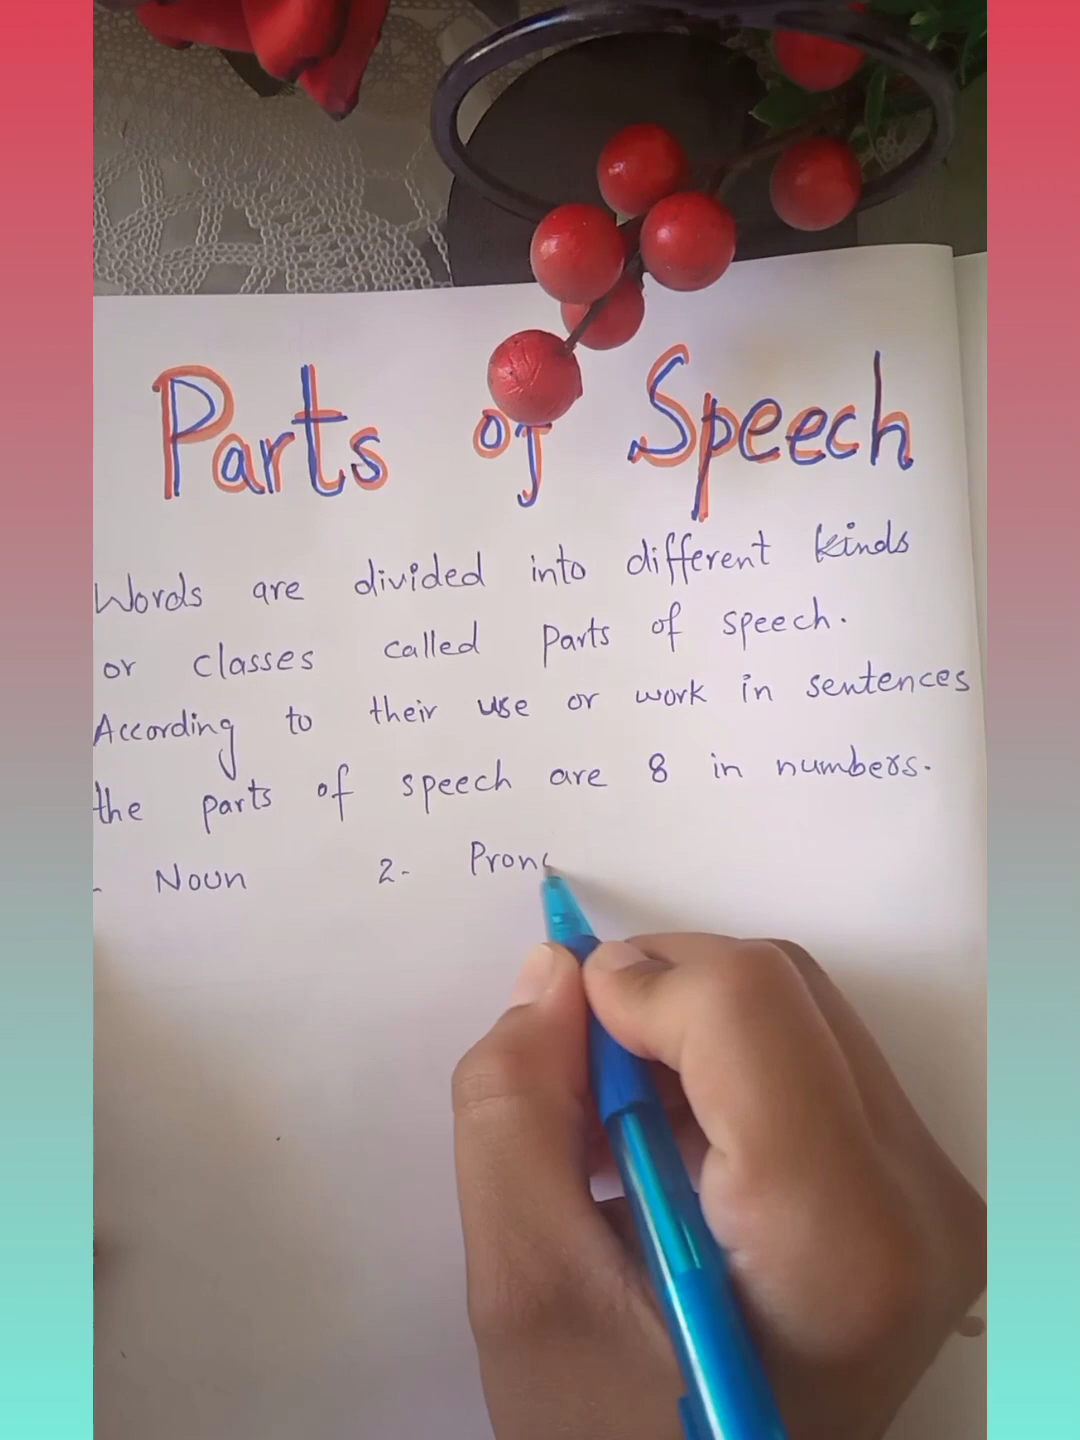 Parts of Speech
Words are divided into different kinds
or classes called parts of speech.
According to their use or work in sentences
the parts of speech are 8 in numbers.
- Noun 2- Prono